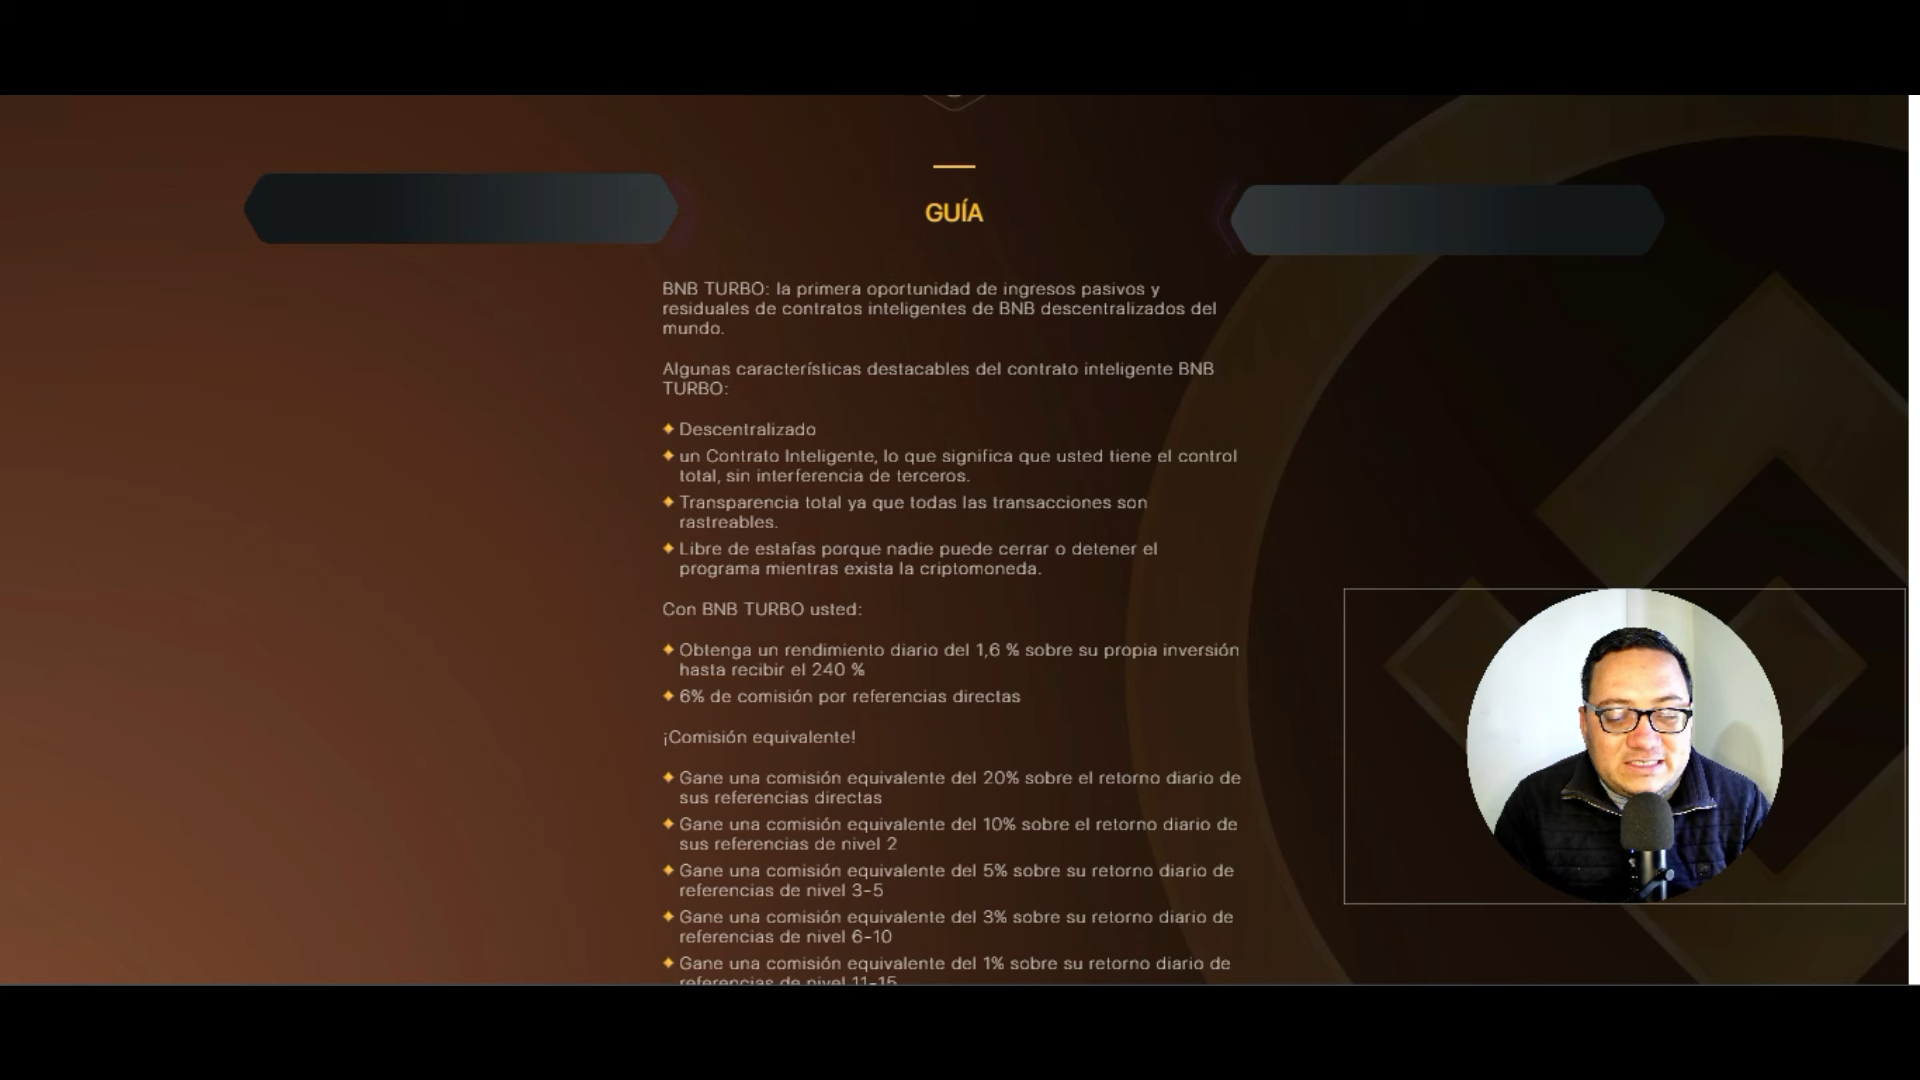 GUÍA
BNB TURBO: la primera oportunidad de ingresos pasivos y
residuales de contratos inteligentes de BNB descentralizados del
mundo.
Algunas características destacables del contrato inteligente BNB
TURBO:
Descentralizado
un Contrato Inteligente, lo que significa que usted tiene el control
total, sin interferencia de terceros.
Transparencia total ya que todas las transacciones son
rastreables.
Libre de estafas porque nadie puede cerrar o detener el
programa mientras exista la criptomoneda.
Con BNB TURBO usted:
Obtenga un rendimiento diario del 1,6 % sobre su propia inversión
hasta recibir el 240 %
6% de comisión por referencias directas
¡Comisión equivalente!
Gane una comisión equivalente del 20% sobre el retorno diario de
sus referencias directas
Gane una comisión equivalente del 10% sobre el retorno diario de
sus referencias de nivel 2
Gane una comisión equivalente del 5% sobre su retorno diario de
referencias de nivel 3-5
Gane una comisión equivalente del 3% sobre su retorno diario de
referencias de nivel 6-10
Gane una comisión equivalente del 1% sobre su retorno diario de
referencias de nivel 11-15